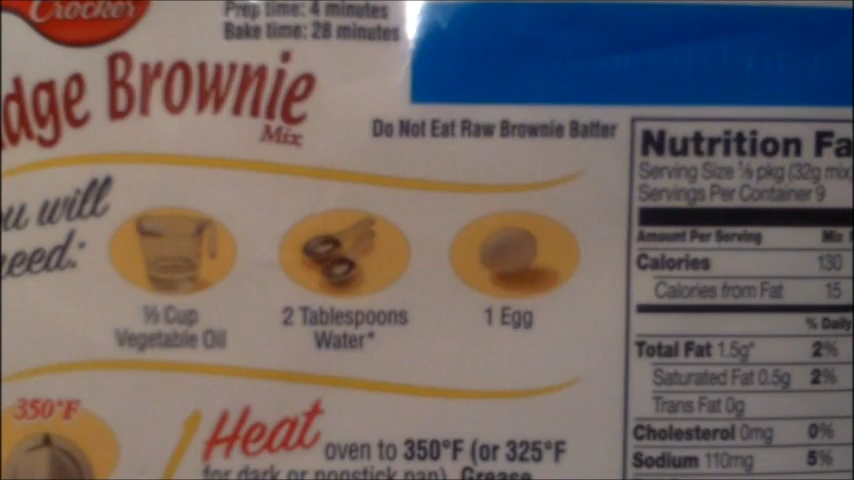 Crocker
Prep time: 4 minutes
Bake time: 28 minutes
dge Brownie
Mix
Do Not Eat Raw Brownie Batter
u will
eed:
Cup
Vegetable Oil
2 Tablespoons
Water*
1 Egg
350°F
Heat oven to 350°F (or 325°F
for dark or nonstick pan). Grease
Nutrition Fa
Serving Size pkg (32g mix
Servings Per Container 9
Amount Per Serving Mix
Calories 130
Calories from Fat 15
% Daily
Total Fat 1.5g* 2%
Saturated Fat 0.5g 2%
Trans Fat 0g
Cholesterol 0mg 0%
Sodium 110mg 5%